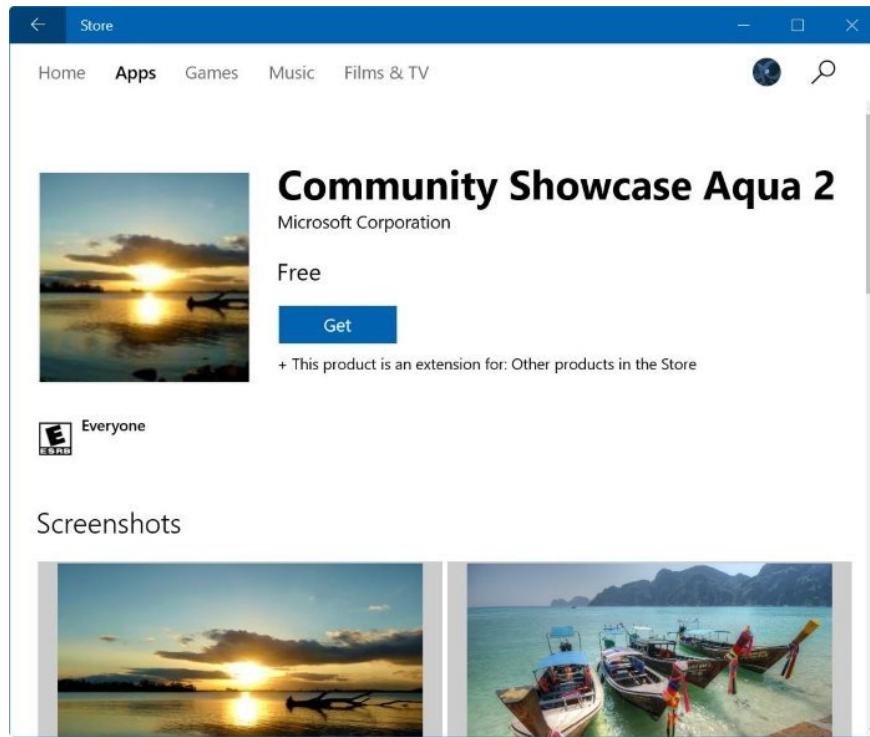 Store
Home Apps Games Music Films & TV
Community Showcase Aqua 2
Microsoft Corporation
Free
Get
+ This product is an extension for: Other products in the Store
E
ESRB
Everyone
Screenshots